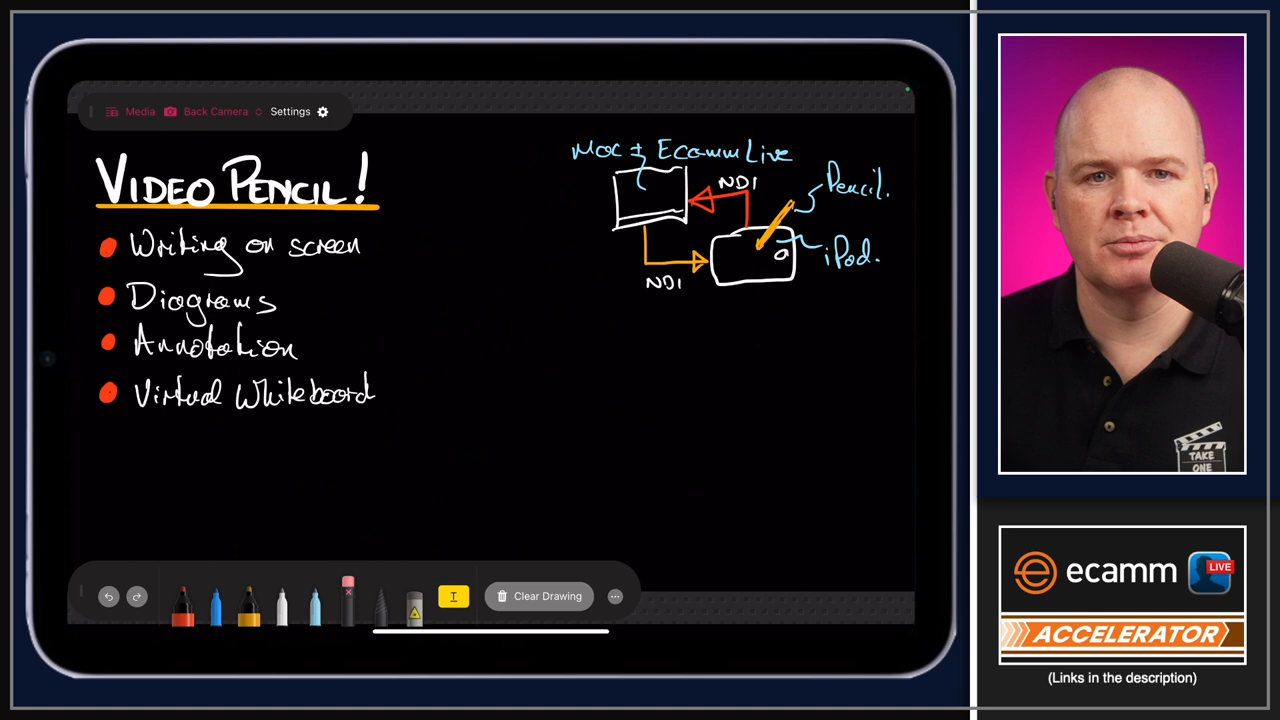 Media Back Camera Settings
VIDEO PENCIL!
Writing on screen
Diagrams
Annotation
Virtual Whiteboard
Mac + Ecamm Live
NDI
Pencil.
iPad.
NDI
Clear Drawing
TAKE
ONE
ecamm
LIVE
ACCELERATOR
(Links in the description)